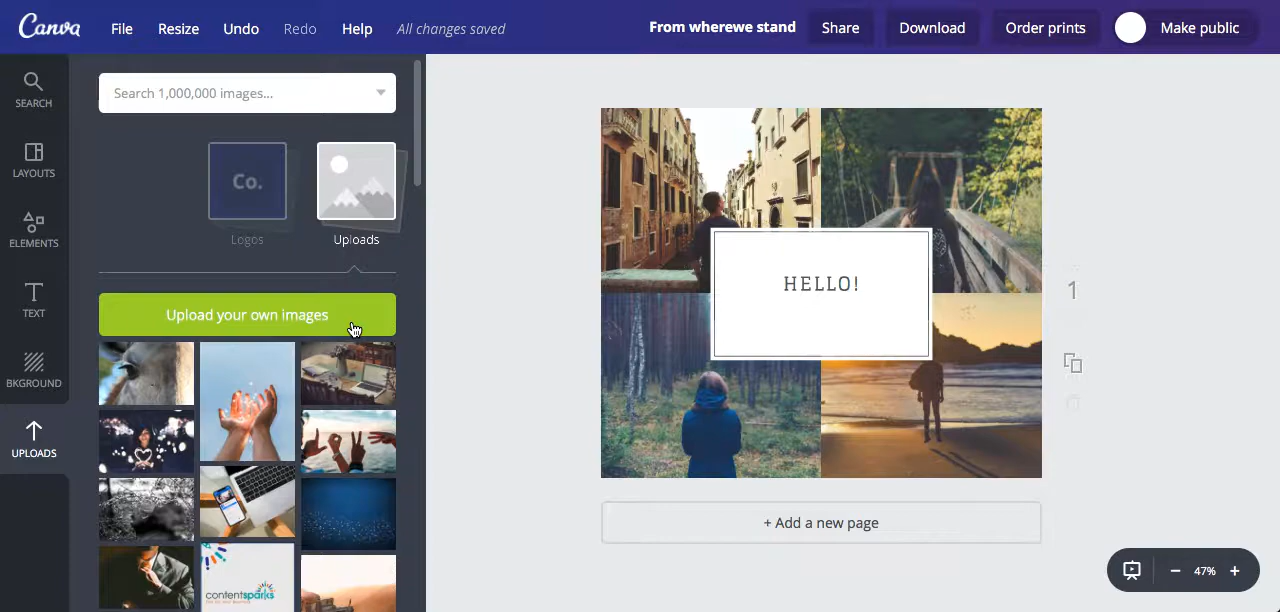 Canva File Resize Undo Redo Help All changes saved From wherewe stand Share Download Order prints Make public
SEARCH
LAYOUTS
ELEMENTS
TEXT
BKGROUND
UPLOADS
Search 1,000,000 images...
Co.
Logos Uploads
Upload your own images
contentsparks
HELLO!
1
+ Add a new page
47%